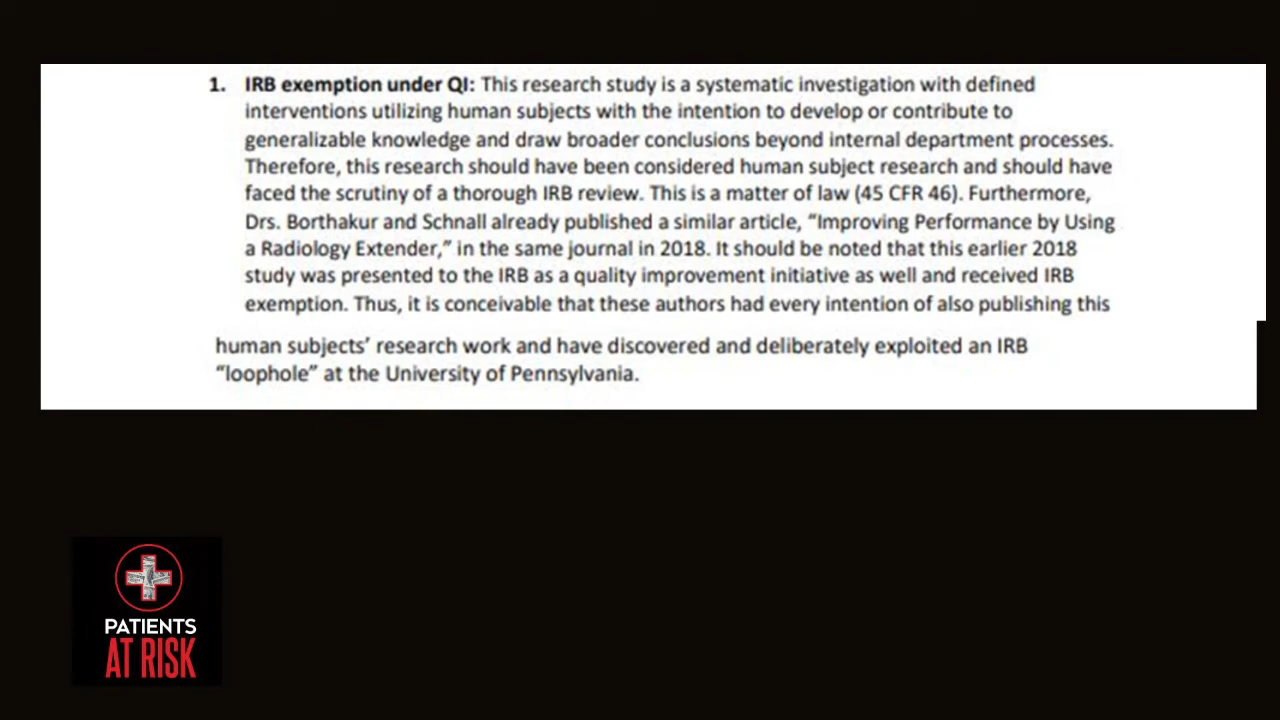 1. IRB exemption under QI: This research study is a systematic investigation with defined
interventions utilizing human subjects with the intention to develop or contribute to
generalizable knowledge and draw broader conclusions beyond internal department processes.
Therefore, this research should have been considered human subject research and should have
faced the scrutiny of a thorough IRB review. This is a matter of law (45 CFR 46). Furthermore,
Drs. Borthakur and Schnall already published a similar article, “Improving Performance by Using
a Radiology Extender,” in the same journal in 2018. It should be noted that this earlier 2018
study was presented to the IRB as a quality improvement initiative as well and received IRB
exemption. Thus, it is conceivable that these authors had every intention of also publishing this
human subjects’ research work and have discovered and deliberately exploited an IRB
“loophole” at the University of Pennsylvania.
PATIENTS
AT RISK